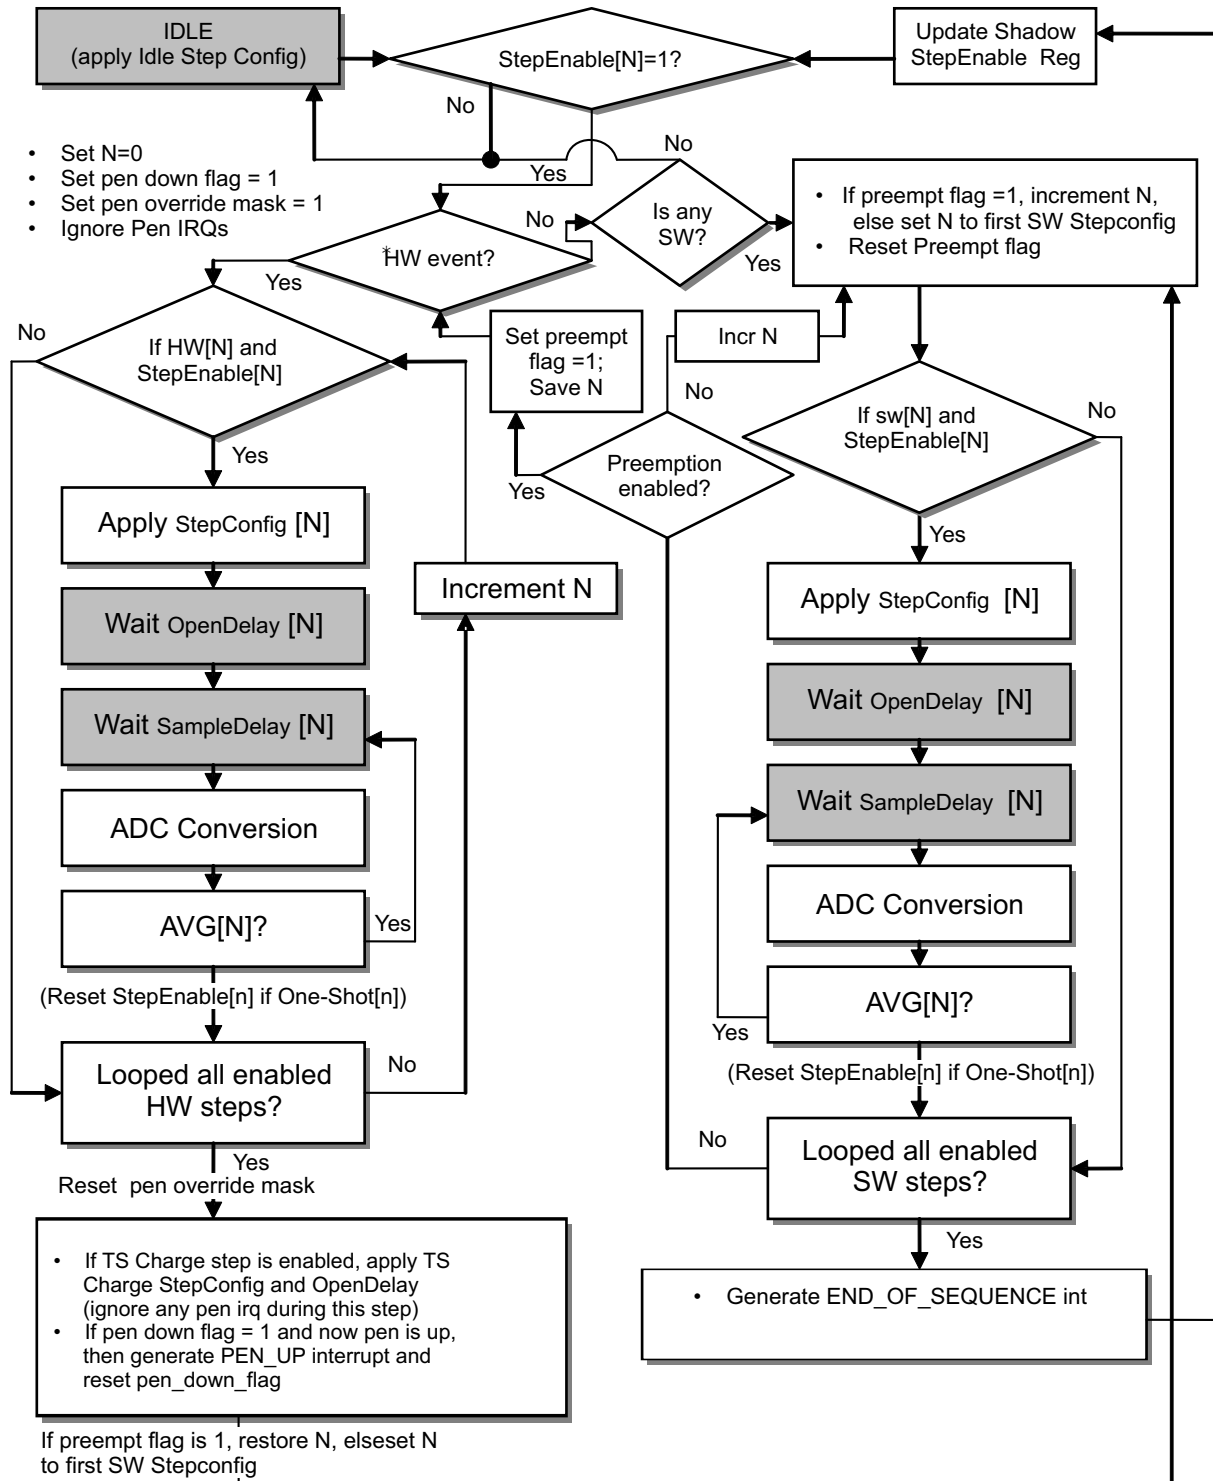 IDLE
(apply Idle Step Config)
StepEnable[N]=1?
Update Shadow
StepEnable Reg
No
No
Yes
• Set N=0
• Set pen down flag = 1
• Set pen override mask = 1
• Ignore Pen IRQs
No
Is any
SW?
Yes
• If preempt flag =1, increment N,
else set N to first SW Stepconfig
• Reset Preempt flag
*HW event?
Yes
No
If HW[N] and
StepEnable[N]
Yes
Set preempt
flag =1;
Save N
Incr N
No
Preemption
enabled?
Yes
If sw[N] and
StepEnable[N]
No
Yes
Apply StepConfig [N]
Wait OpenDelay [N]
Wait SampleDelay [N]
ADC Conversion
AVG[N]?
Yes
(Reset StepEnable[n] if One-Shot[n])
Looped all enabled
HW steps?
No
Increment N
Yes
Reset pen override mask
• If TS Charge step is enabled, apply TS
Charge StepConfig and OpenDelay
(ignore any pen irq during this step)
• If pen down flag = 1 and now pen is up,
then generate PEN_UP interrupt and
reset pen_down_flag
If preempt flag is 1, restore N, elseset N
to first SW Stepconfig
Apply StepConfig [N]
Wait OpenDelay [N]
Wait SampleDelay [N]
ADC Conversion
AVG[N]?
Yes
(Reset StepEnable[n] if One-Shot[n])
No
Looped all enabled
SW steps?
Yes
• Generate END_OF_SEQUENCE int